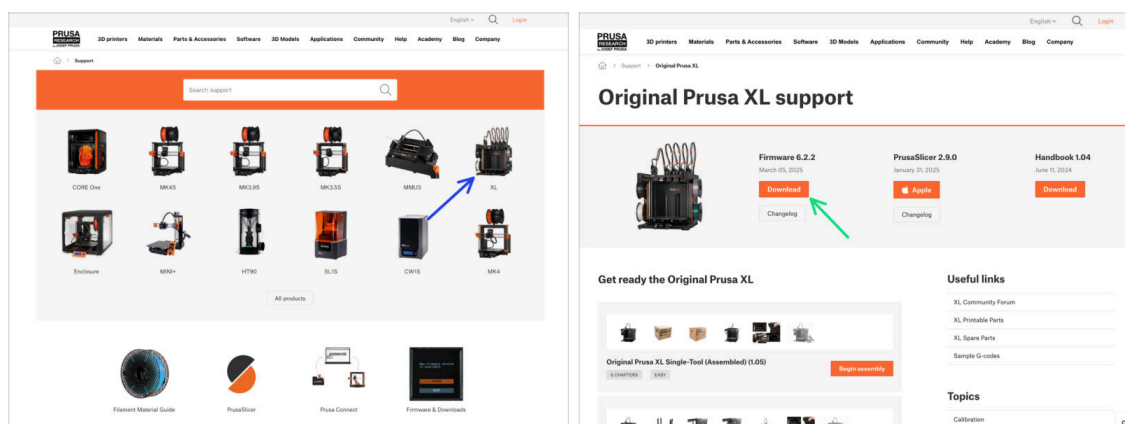 English
Login
PRUSA
RESEARCH
by JOSEF PRUSA
3D printers Materials Parts & Accessories Software 3D Models Applications Community Help Academy Blog Company
Support
Search support
CORE One MK4S MK3.9S MK3.5S MMU3 XL
Enclosure MINI+ HT90 SL1S CW1S MK4
All products
Filament Material Guide PrusaSlicer Prusa Connect Firmware & Downloads
English
Login
PRUSA
RESEARCH
by JOSEF PRUSA
3D printers Materials Parts & Accessories Software 3D Models Applications Community Help Academy Blog Company
Support Original Prusa XL
Original Prusa XL support
Firmware 6.2.2
March 05, 2025
Download
Changelog
PrusaSlicer 2.9.0
January 31, 2025
Apple
Changelog
Handbook 1.04
June 11, 2024
Download
Get ready the Original Prusa XL
Original Prusa XL Single-Tool (Assembled) (1.05)
EASY
Begin assembly
Useful links
XL Community Forum
XL Printable Parts
XL Spare Parts
Sample G-codes
Topics
Calibration